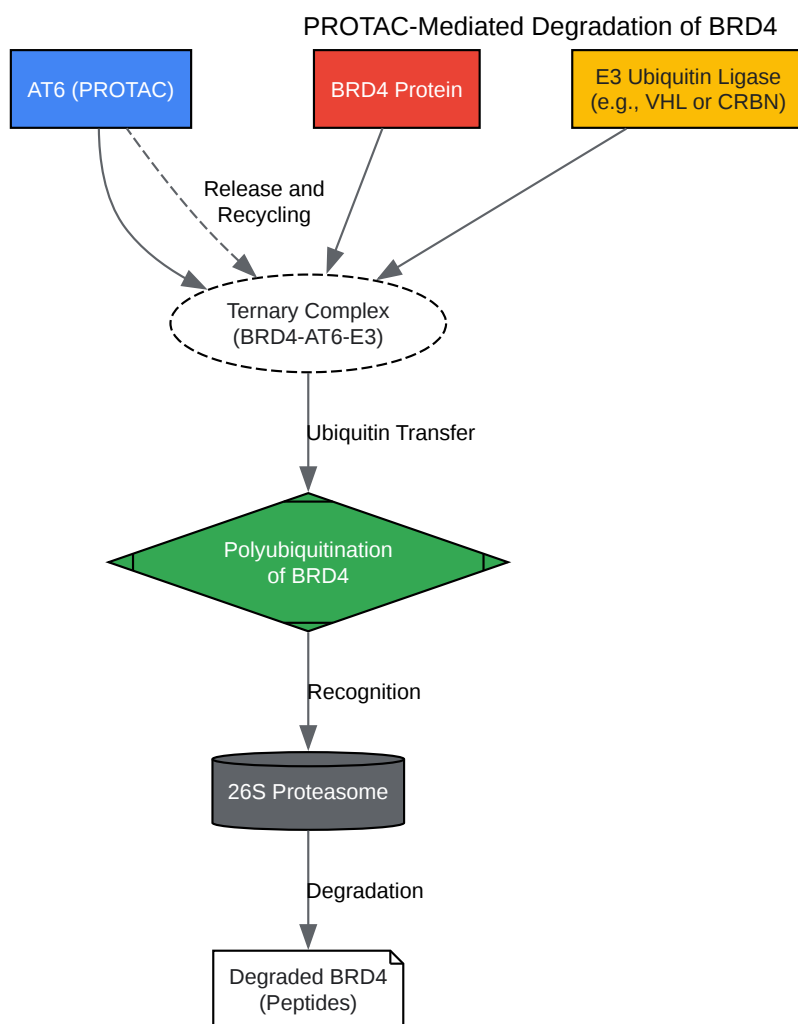 PROTAC-Mediated Degradation of BRD4
AT6 (PROTAC)
BRD4 Protein
E3 Ubiquitin Ligase
(e.g., VHL or CRBN)
Release and
Recycling
Ternary Complex
(BRD4-AT6-E3)
Ubiquitin Transfer
Polyubiquitination
of BRD4
Recognition
26S Proteasome
Degradation
Degraded BRD4
(Peptides)